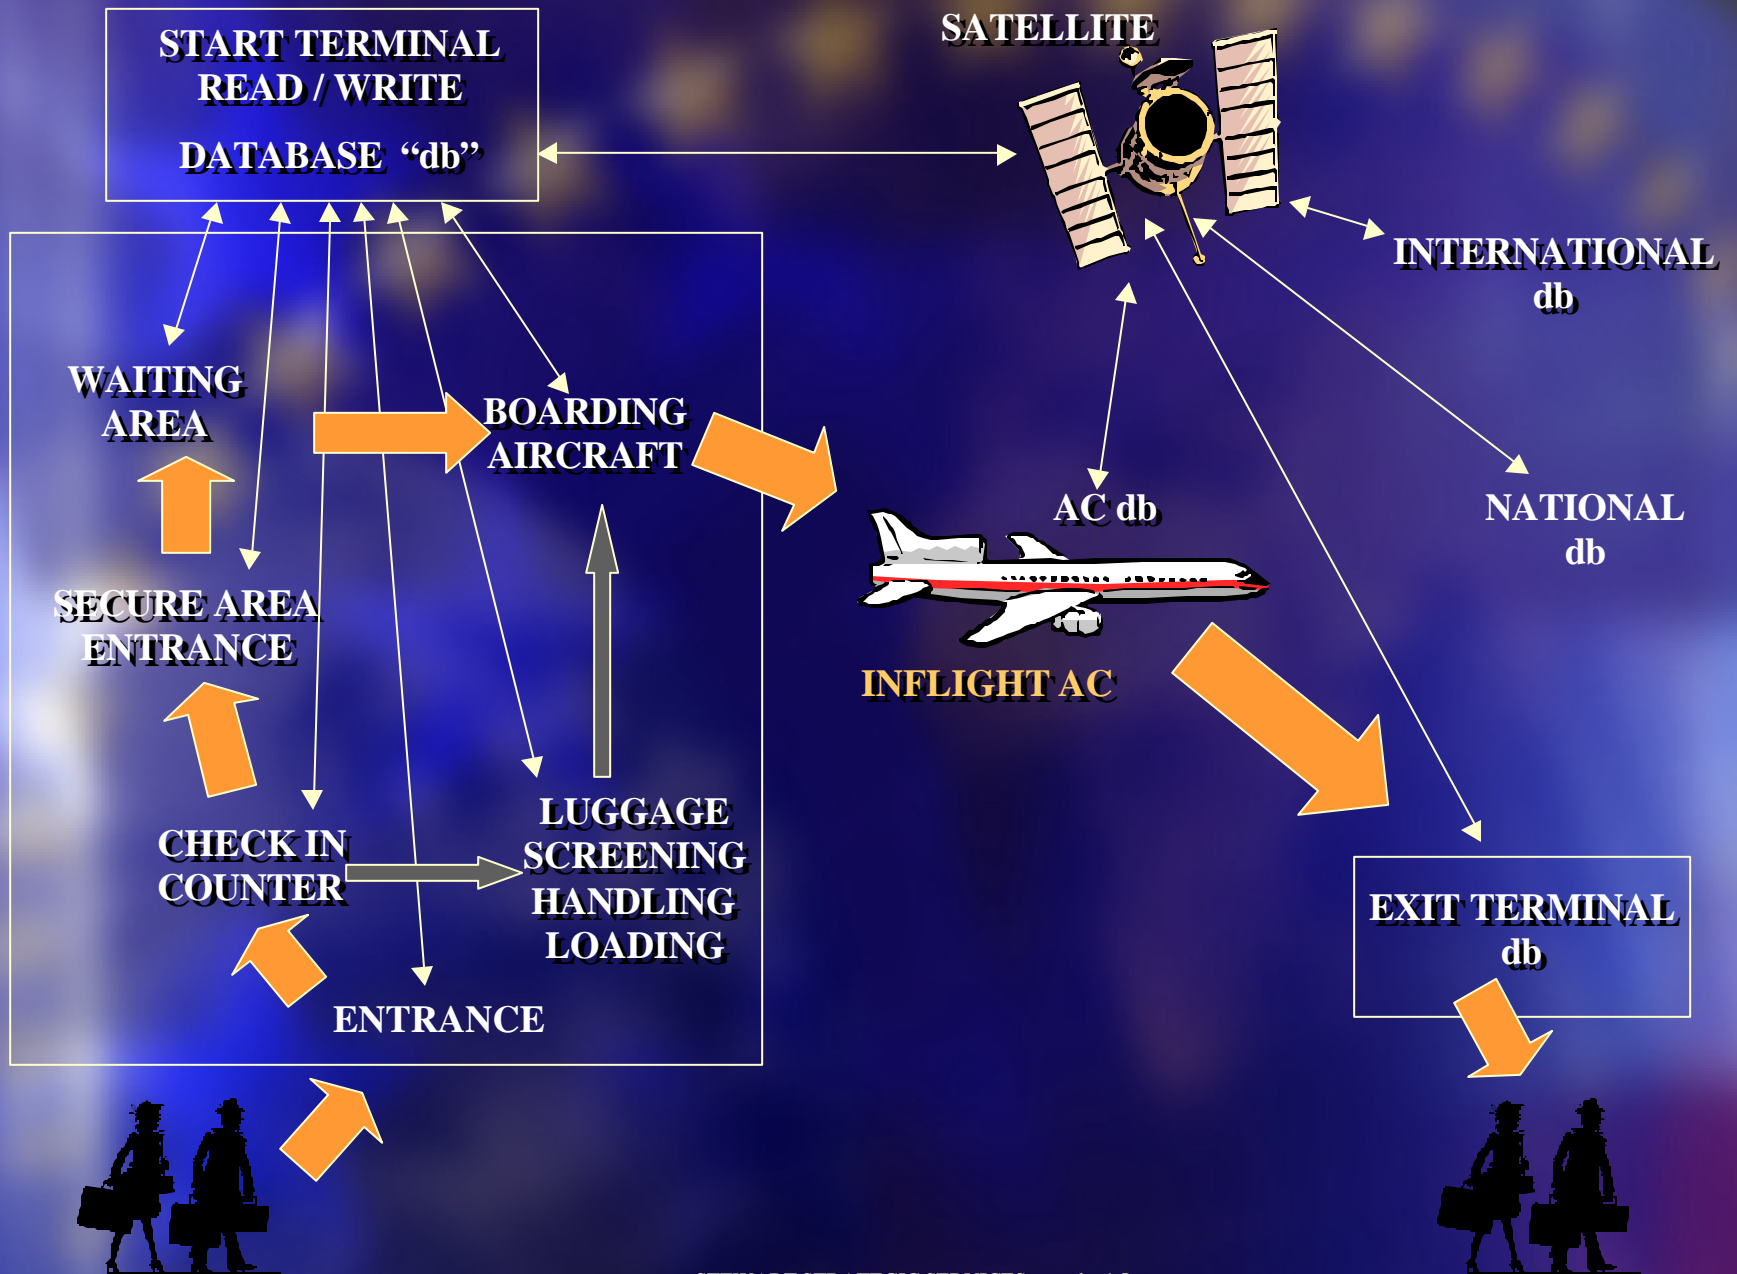 START TERMINAL
READ / WRITE
DATABASE “db”
SATELLITE
INTERNATIONAL
db
WAITING
AREA
BOARDING
AIRCRAFT
AC db
NATIONAL
db
SECURE AREA
ENTRANCE
INFLIGHT AC
LUGGAGE
SCREENING
HANDLING
LOADING
CHECK IN
COUNTER
EXIT TERMINAL
db
ENTRANCE